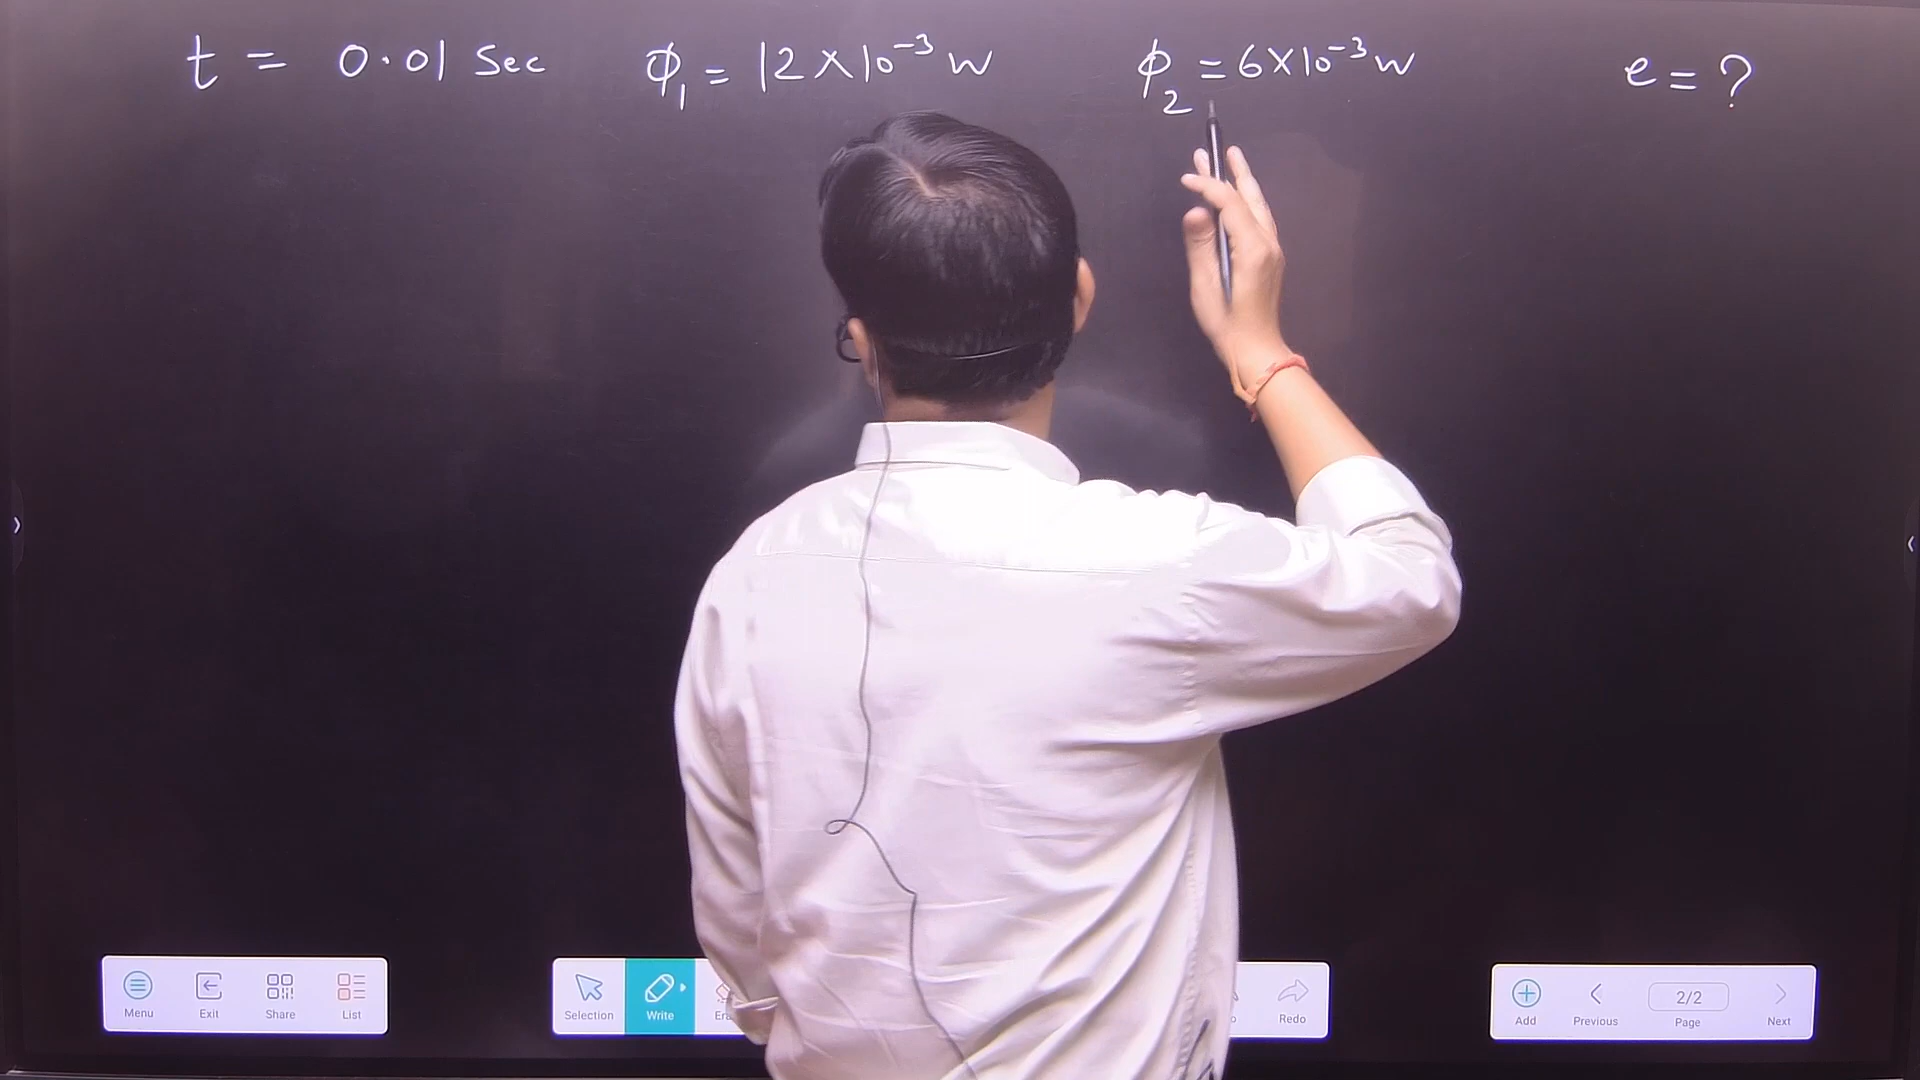 t = 0.01 Sec ϕ₁ = 12×10⁻³ w ϕ₂ = 6×10⁻³ w e = ?
Menu Exit Share List Selection Write Redo Add Previous 2/2 Page Next